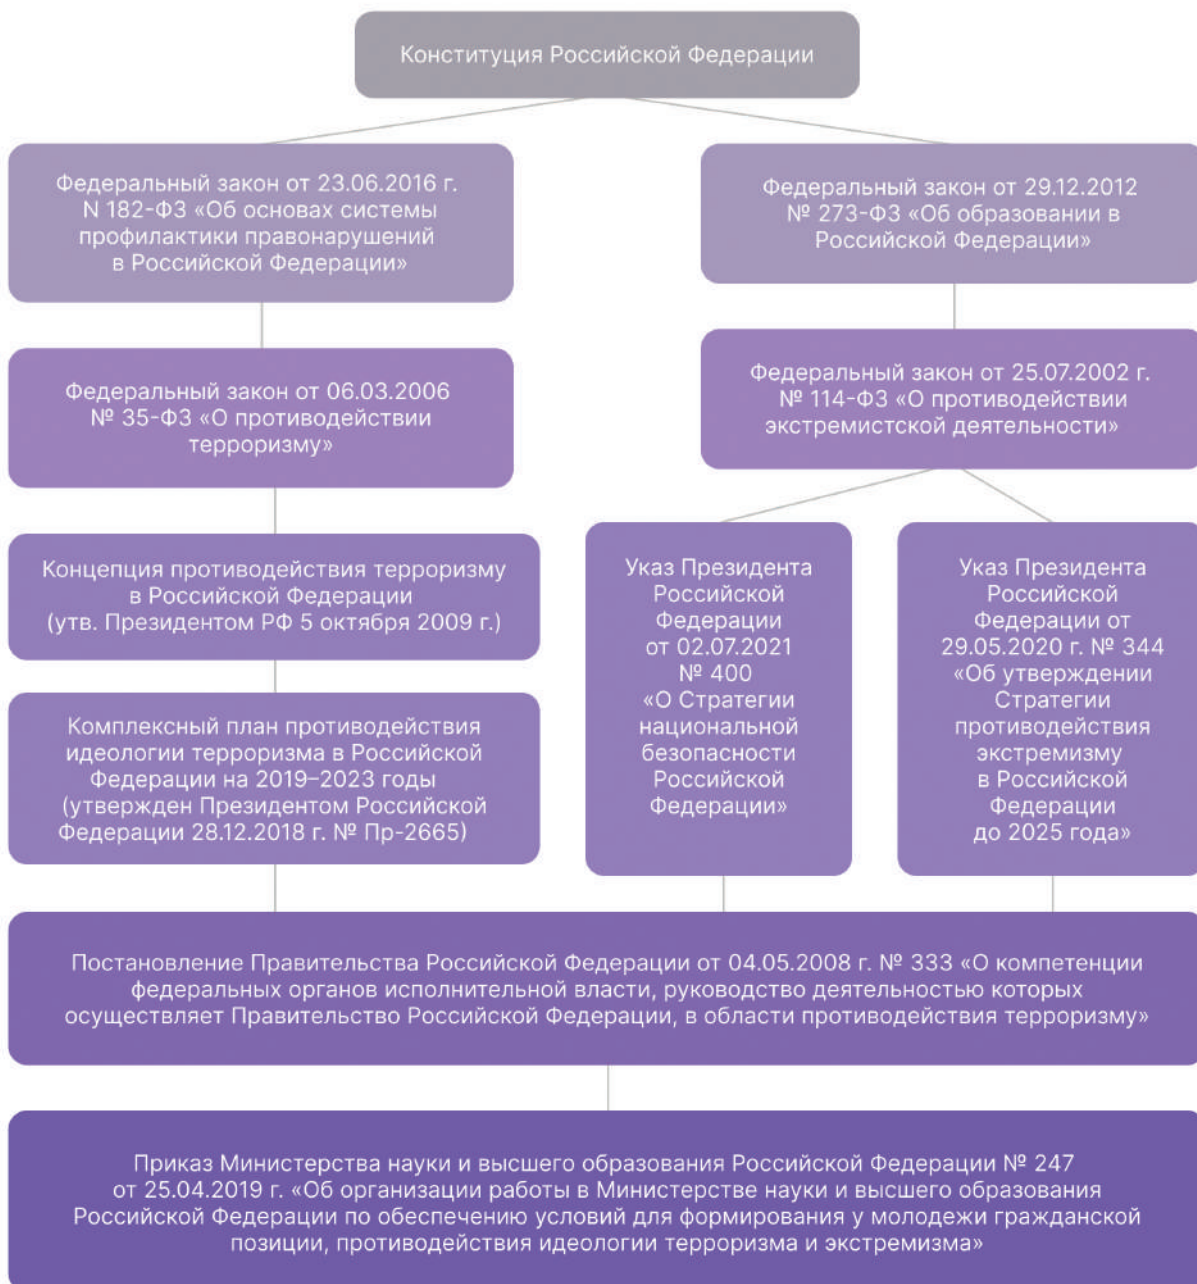 Конституция Российской Федерации
Федеральный закон от 23.06.2016 г.
N 182-ФЗ «Об основах системы
профилактики правонарушений
в Российской Федерации»
Федеральный закон от 29.12.2012
№ 273-ФЗ «Об образовании в
Российской Федерации»
Федеральный закон от 06.03.2006
№ 35-ФЗ «О противодействии
терроризму»
Федеральный закон от 25.07.2002 г.
№ 114-ФЗ «О противодействии
экстремистской деятельности»
Концепция противодействия терроризму
в Российской Федерации
(утв. Президентом РФ 5 октября 2009 г.)
Комплексный план противодействия
идеологии терроризма в Российской
Федерации на 2019–2023 годы
(утвержден Президентом Российской
Федерации 28.12.2018 г. № Пр-2665)
Указ Президента
Российской
Федерации
от 02.07.2021
№ 400
«О Стратегии
национальной
безопасности
Российской
Федерации»
Указ Президента
Российской
Федерации от
29.05.2020 г. № 344
«Об утверждении
Стратегии
противодействия
экстремизму
в Российской
Федерации
до 2025 года»
Постановление Правительства Российской Федерации от 04.05.2008 г. № 333 «О компетенции
федеральных органов исполнительной власти, руководство деятельностью которых
осуществляет Правительство Российской Федерации, в области противодействия терроризму»
Приказ Министерства науки и высшего образования Российской Федерации № 247
от 25.04.2019 г. «Об организации работы в Министерстве науки и высшего образования
Российской Федерации по обеспечению условий для формирования у молодежи гражданской
позиции, противодействия идеологии терроризма и экстремизма»